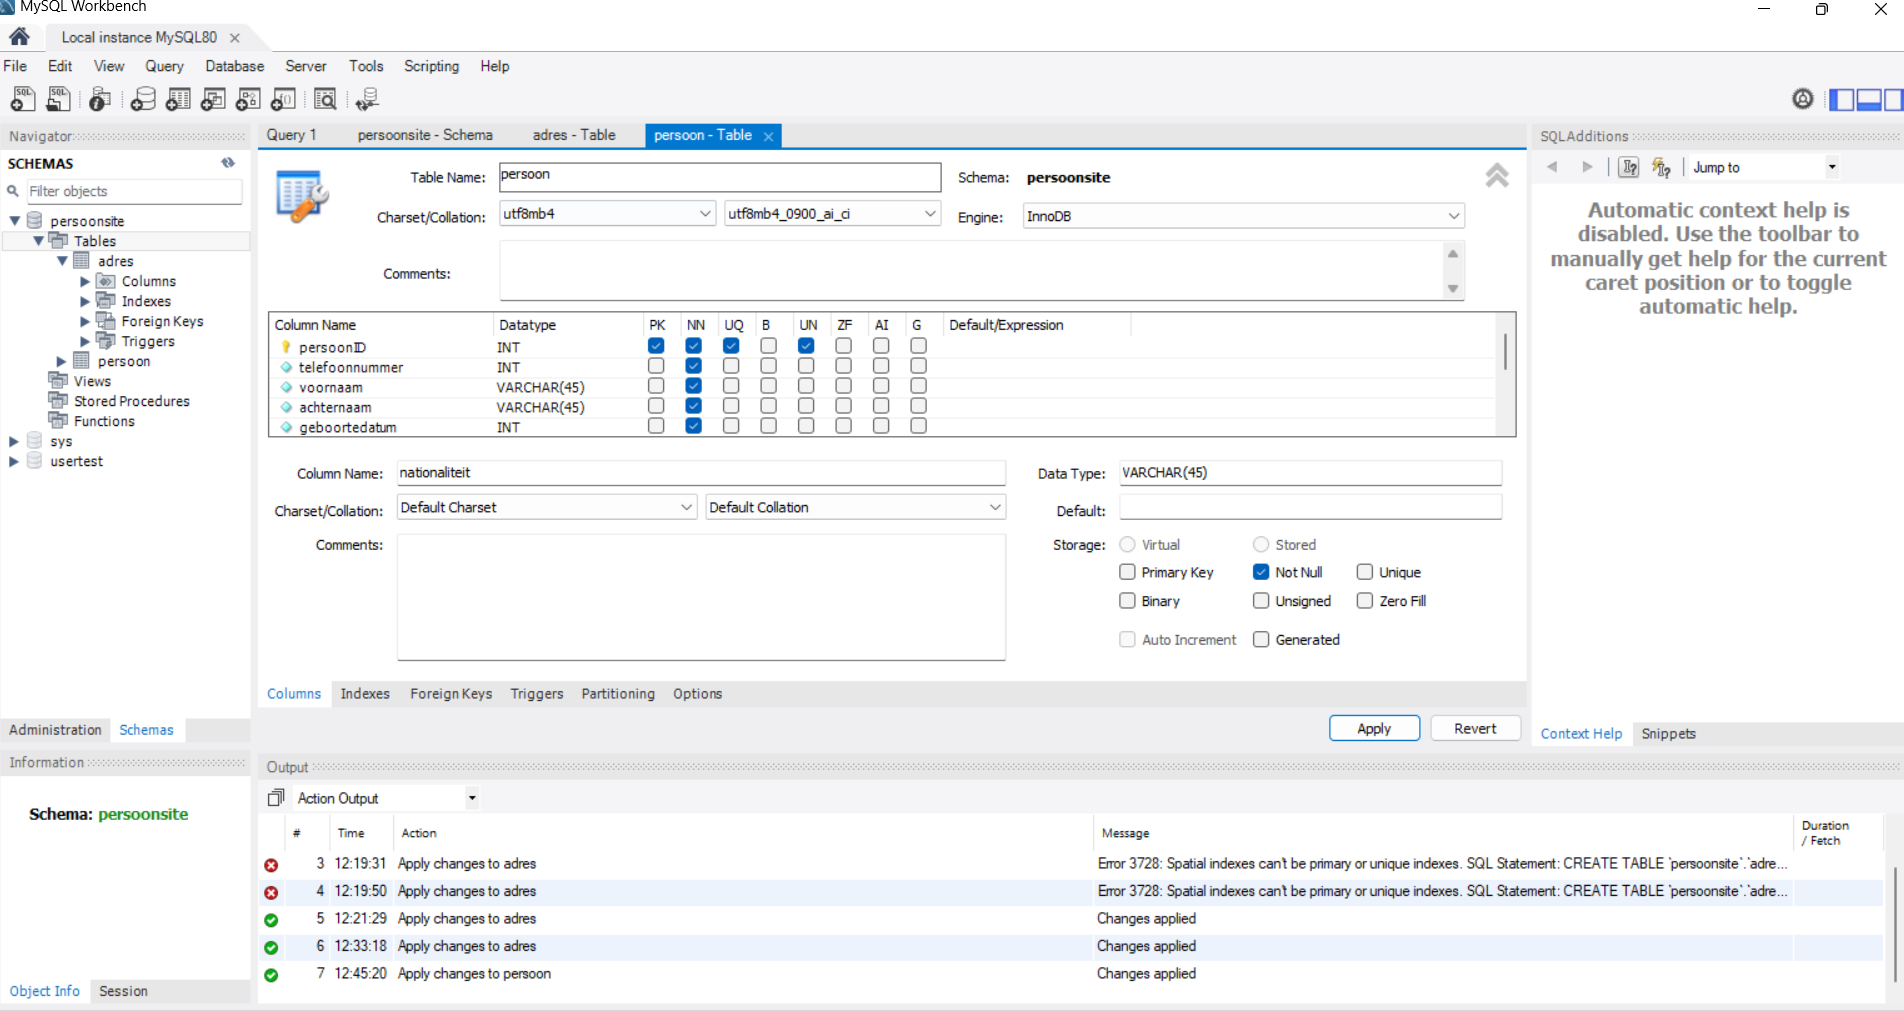 MySQL Workbench
Local instance MySQL80
File Edit View Query Database Server Tools Scripting Help
Navigator
SCHEMAS
Filter objects
persoonsite
Tables
adres
Columns
Indexes
Foreign Keys
Triggers
persoon
Views
Stored Procedures
Functions
sys
usertest
Administration Schemas
Information
Schema: persoonsite
Object Info Session
Query 1 persoonsite - Schema adres - Table persoon - Table
Table Name: persoon Schema: persoonsite
Charset/Collation: utf8mb4 utf8mb4_0900_ai_ci Engine: InnoDB
Comments:
Column Name Datatype PK NN UQ B UN ZF AI G Default/Expression
persoonID INT
telefoonnummer INT
voornaam VARCHAR(45)
achternaam VARCHAR(45)
geboortedatum INT
Column Name: nationaliteit Data Type: VARCHAR(45)
Charset/Collation: Default Charset Default Collation Default:
Comments: Storage: Virtual Stored
Primary Key Not Null Unique
Binary Unsigned Zero Fill
Auto Increment Generated
Columns Indexes Foreign Keys Triggers Partitioning Options
Apply Revert
SQLAdditions
Jump to
Automatic context help is
disabled. Use the toolbar to
manually get help for the current
caret position or to toggle
automatic help.
Context Help Snippets
Output
Action Output
# Time Action Message Duration / Fetch
3 12:19:31 Apply changes to adres Error 3728: Spatial indexes can't be primary or unique indexes. SQL Statement: CREATE TABLE `persoonsite`.`adre...
4 12:19:50 Apply changes to adres Error 3728: Spatial indexes can't be primary or unique indexes. SQL Statement: CREATE TABLE `persoonsite`.`adre...
5 12:21:29 Apply changes to adres Changes applied
6 12:33:18 Apply changes to adres Changes applied
7 12:45:20 Apply changes to persoon Changes applied